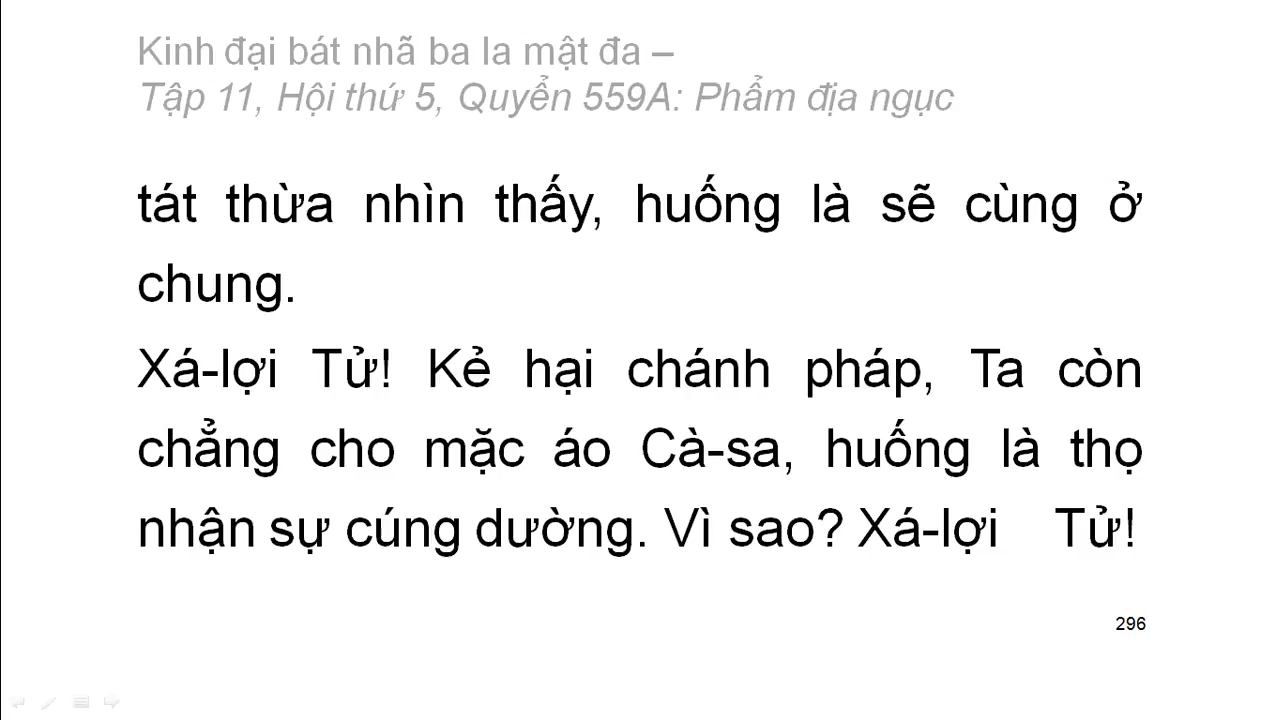 Kinh đại bát nhã ba la mật đa –
Tập 11, Hội thứ 5, Quyển 559A: Phẩm địa ngục
tát thừa nhìn thấy, huống là sẽ cùng ở
chung.
Xá-lợi Tử! Kẻ hại chánh pháp, Ta còn
chẳng cho mặc áo Cà-sa, huống là thọ
nhận sự cúng dường. Vì sao? Xá-lợi Tử!
296